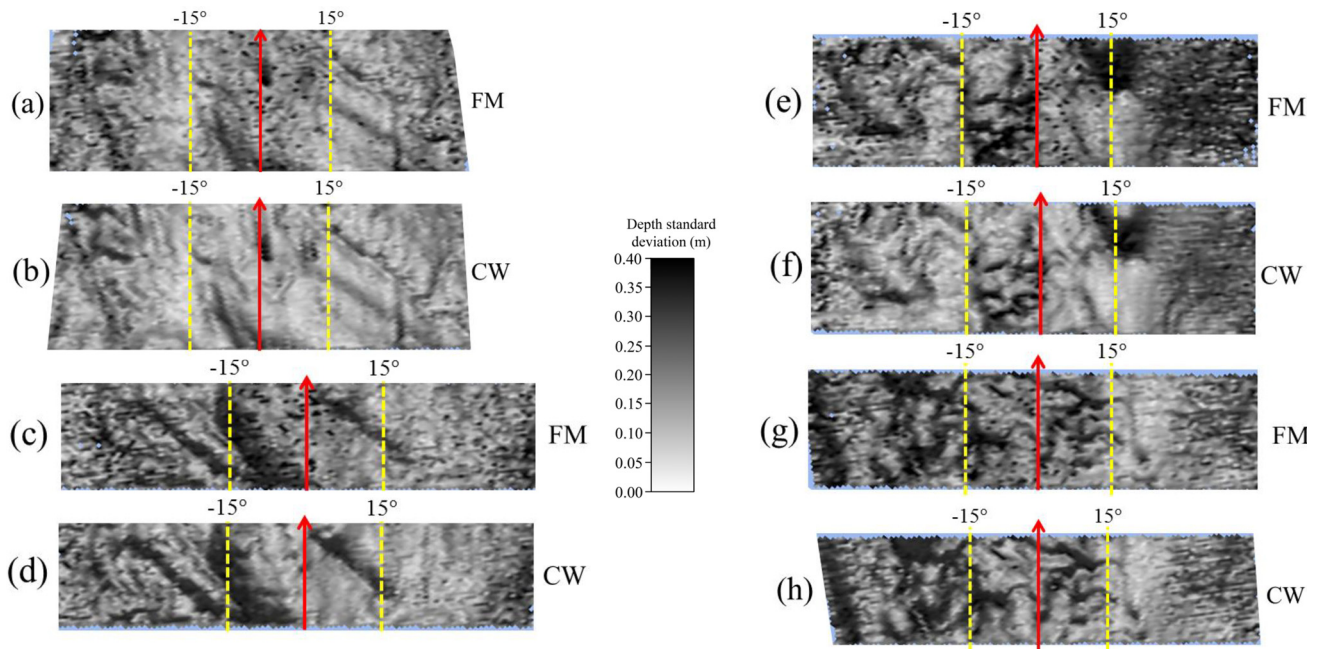 -15° 15°
(a) FM
-15° 15°
(b) CW
-15° 15°
(c) FM
-15° 15°
(d) CW
Depth standard
deviation (m)
0.40
0.35
0.30
0.25
0.20
0.15
0.10
0.05
0.00
-15° 15°
(e) FM
-15° 15°
(f) CW
-15° 15°
(g) FM
-15° 15°
(h) CW